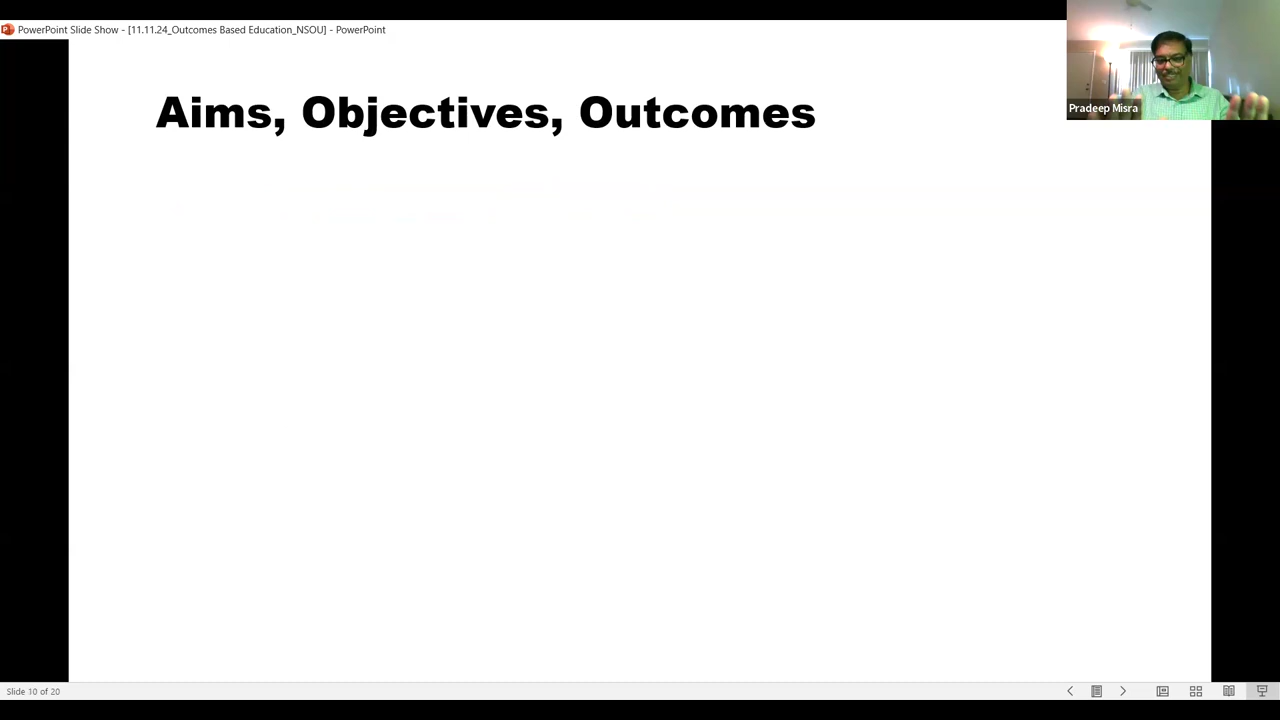 PowerPoint Slide Show - [11.11.24_Outcomes Based Education_NSOU] - PowerPoint
Pradeep Misra
Aims, Objectives, Outcomes
Slide 10 of 20